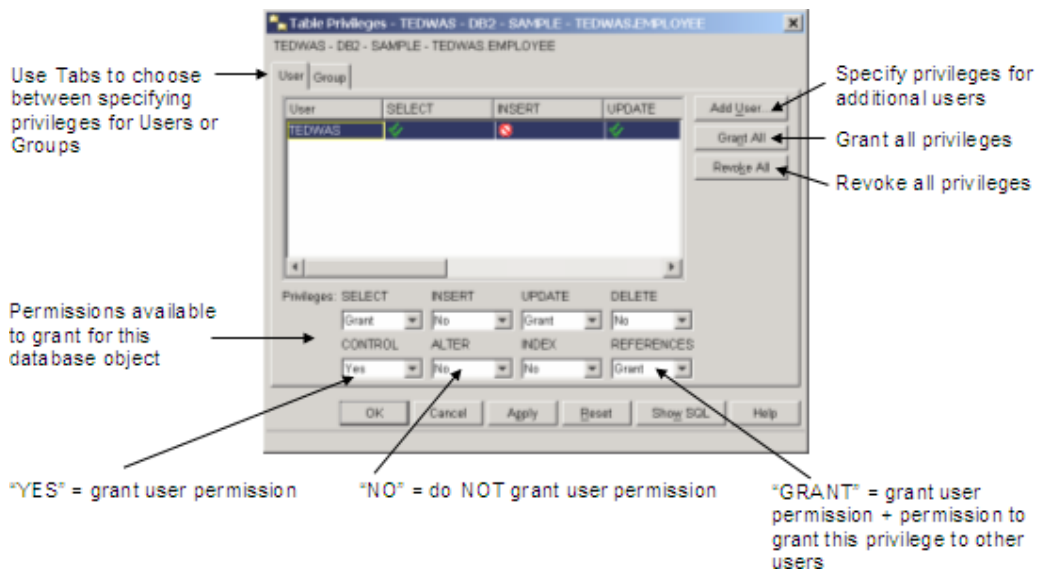 Table Privileges - TEDWAS - DB2 - SAMPLE - TEDWAS.EMPLOYEE
TEDWAS - DB2 - SAMPLE - TEDWAS.EMPLOYEE
Use Tabs to choose
between specifying
privileges for Users or
Groups
User Group
User SELECT INSERT UPDATE
TEDWAS
Add User...
Grant All
Revoke All
Specify privileges for
additional users
Grant all privileges
Revoke all privileges
Permissions available
to grant for this
database object
Privileges: SELECT INSERT UPDATE DELETE
Grant No Grant No
CONTROL ALTER INDEX REFERENCES
Yes No No Grant
OK Cancel Apply Reset Show SQL Help
"YES" = grant user permission
"NO" = do NOT grant user permission
"GRANT" = grant user
permission + permission to
grant this privilege to other
users